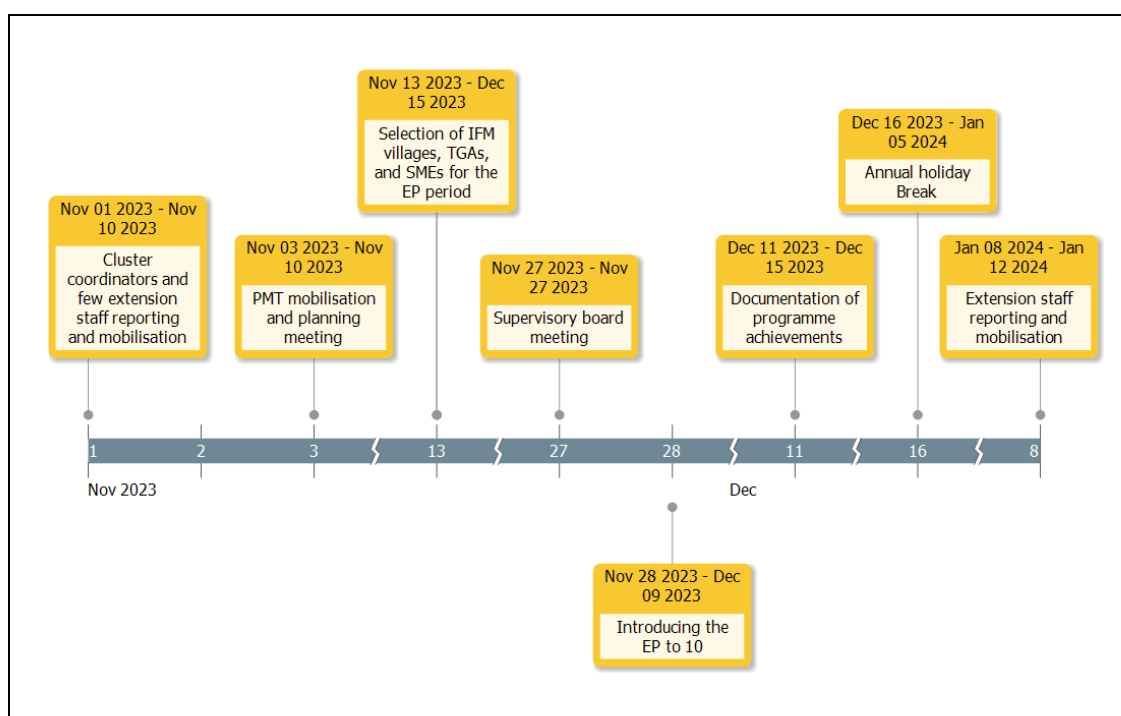 Nov 01 2023 - Nov
10 2023
Cluster
coordinators and
few extension
staff reporting
and mobilisation
Nov 03 2023 - Nov
10 2023
PMT mobilisation
and planning
meeting
Nov 13 2023 - Dec
15 2023
Selection of IFM
villages, TGAs,
and SMEs for the
EP period
Nov 27 2023 - Nov
27 2023
Supervisory board
meeting
Dec 11 2023 - Dec
15 2023
Documentation of
programme
achievements
Dec 16 2023 - Jan
05 2024
Annual holiday
Break
Jan 08 2024 - Jan
12 2024
Extension staff
reporting and
mobilisation
1 2 3 13 27 28 11 16 8
Nov 2023 Dec
Nov 28 2023 - Dec
09 2023
Introducing the
EP to 10